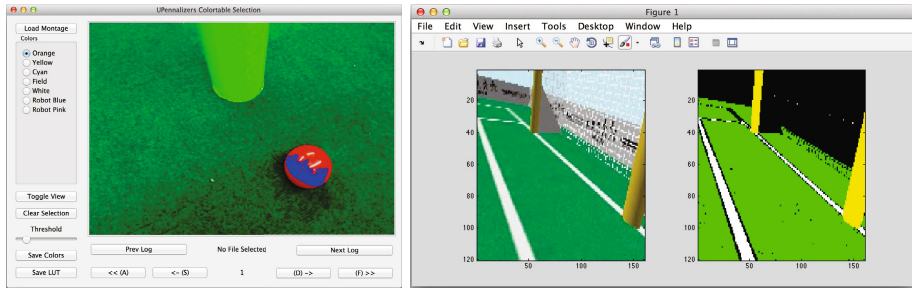 UPennalizers Colortable Selection
Load Montage
Colors
Orange
Yellow
Cyan
Field
White
Robot Blue
Robot Pink
Toggle View
Clear Selection
Threshold
Save Colors
Save LUT
Prev Log
No File Selected
Next Log
<< (A)
<- (S)
1
(D) ->
(F) >>
Figure 1
File Edit View Insert Tools Desktop Window Help
20
40
60
80
100
120
50 100 150
20
40
60
80
100
120
50 100 150